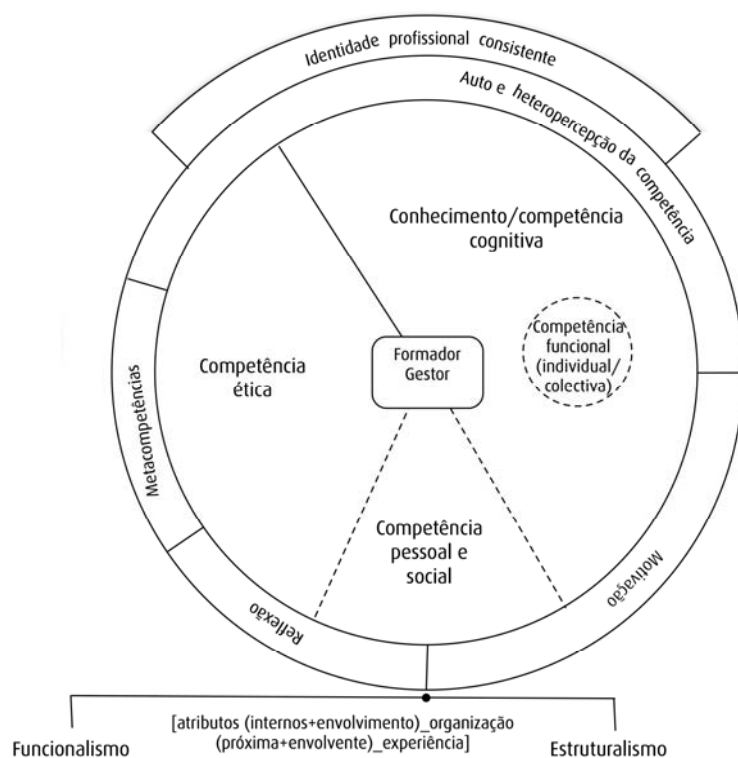 Identidade profissional consistente
Auto e heteropercepção da competência
Conhecimento/competência
cognitiva
Competência
funcional
(individual/
colectiva)
Formador
Gestor
Competência
ética
Metacompetências
Competência
pessoal e
social
Motivação
Reflexão
[atributos (internos+envolvimento)_organização
(próxima+envolvente)_experiência]
Funcionalismo
Estruturalismo